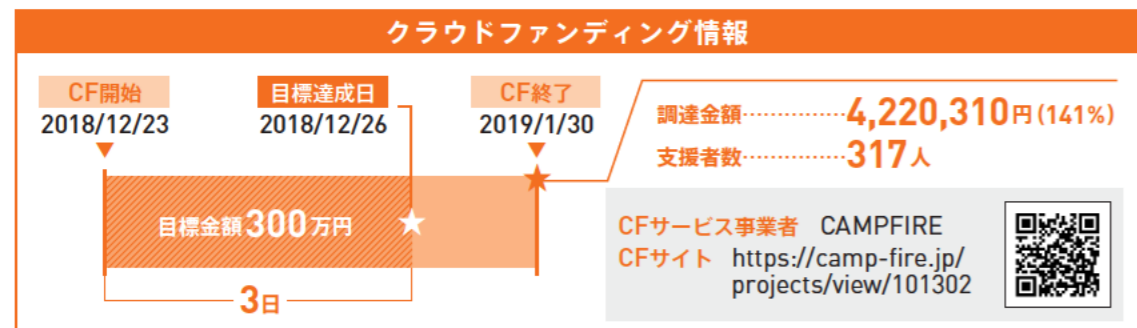 クラウドファンディング情報
CF開始
2018/12/23
目標達成日
2018/12/26
CF終了
2019/1/30
調達金額……………4,220,310円(141%)
支援者数……………317人
目標金額300万円
3日
CFサービス事業者 CAMPFIRE
CFサイト https://camp-fire.jp/
projects/view/101302